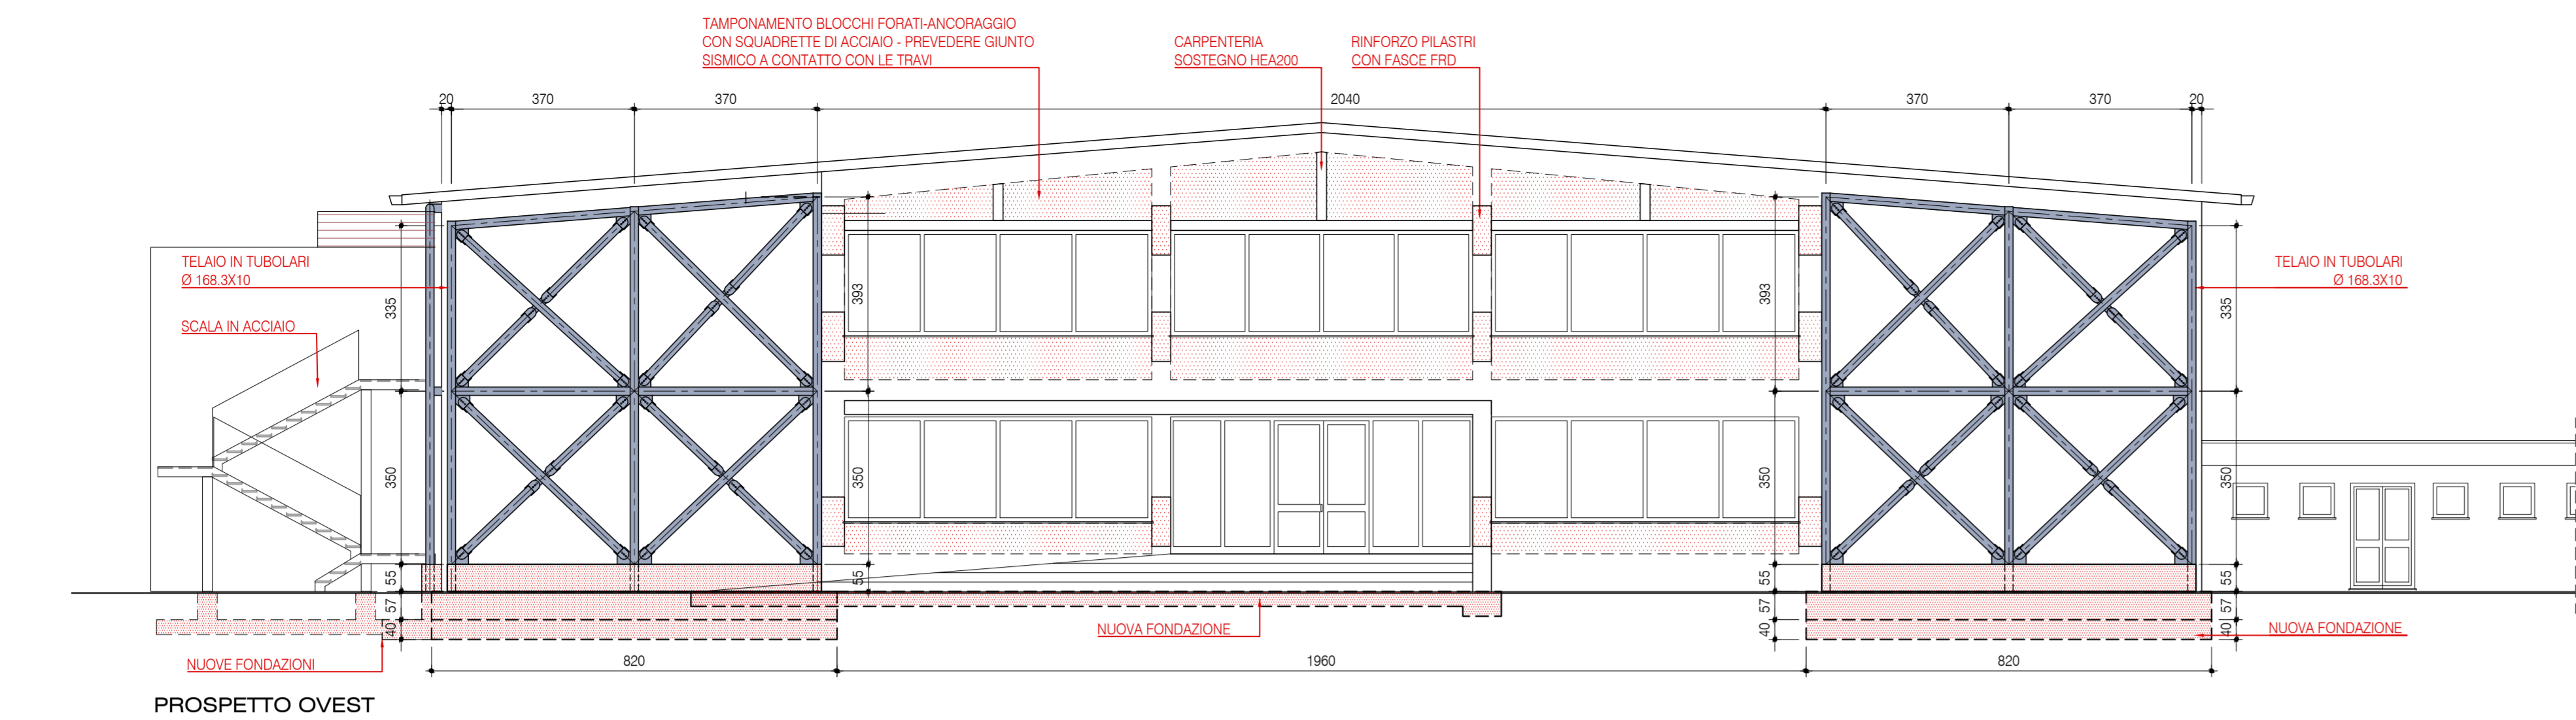 TAMPONAMENTO BLOCCHI FORATI-ANCORAGGIO
CON SQUADRETTE DI ACCIAIO - PREVEDERE GIUNTO
SISMICO A CONTATTO CON LE TRAVI
CARPENTERIA
SOSTEGNO HEA200
RINFORZO PILASTRI
CON FASCE FRD
20 370 370 2040 370 370 20
TELAIO IN TUBOLARI
Ø 168.3X10
SCALA IN ACCIAIO
TELAIO IN TUBOLARI
Ø 168.3X10
335 393 393 335
350 350 350 350
55 55 55 55
57 57 57
40 40 40
NUOVE FONDAZIONI
NUOVA FONDAZIONE
NUOVA FONDAZIONE
820 1960 820
PROSPETTO OVEST